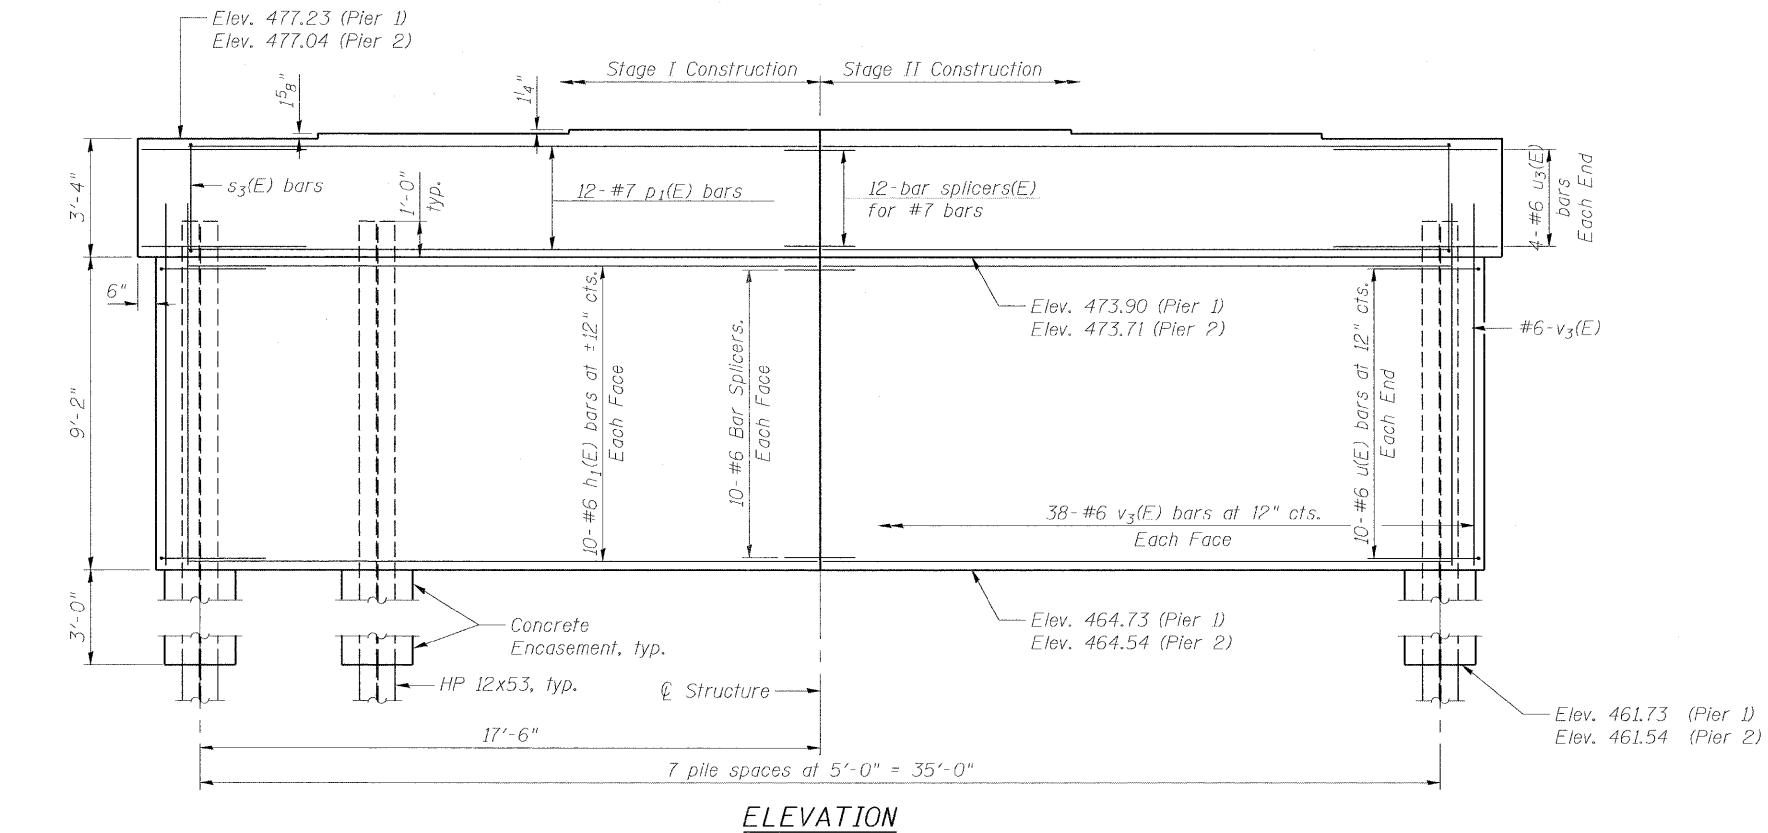 Elev. 477.23 (Pier 1)
Elev. 477.04 (Pier 2)
Stage I Construction
Stage II Construction
1 5/8"
1/4"
3'-4"
s3(E) bars
1'-0"
typ.
12-#7 p1(E) bars
12-bar splicers(E)
for #7 bars
4-#6 u3(E)
bars
Each End
6"
9'-2"
10-#6 h1(E) bars at ±12" cts.
Each Face
10-#6 Bar Splicers.
Each Face
Elev. 473.90 (Pier 1)
Elev. 473.71 (Pier 2)
10-#6 u(E) bars at 12" cts.
Each End
#6-v3(E)
38-#6 v3(E) bars at 12" cts.
Each Face
3'-0"
Concrete
Encasement, typ.
HP 12x53, typ.
℄ Structure
Elev. 464.73 (Pier 1)
Elev. 464.54 (Pier 2)
Elev. 461.73 (Pier 1)
Elev. 461.54 (Pier 2)
17'-6"
7 pile spaces at 5'-0" = 35'-0"
ELEVATION